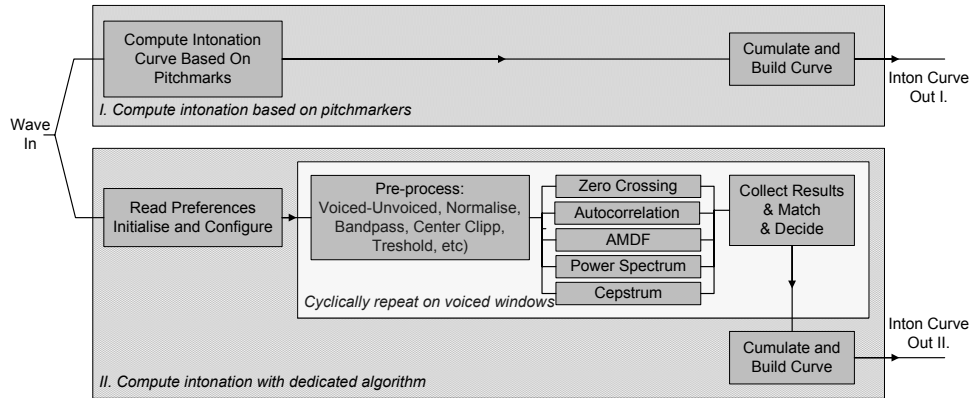 Compute Intonation
Curve Based On
Pitchmarks
Cumulate and
Build Curve
Inton Curve
Out I.
I. Compute intonation based on pitchmarkers
Wave
In
Read Preferences
Initialise and Configure
Pre-process:
Voiced-Unvoiced, Normalise,
Bandpass, Center Clipp,
Treshold, etc)
Zero Crossing
Autocorrelation
AMDF
Power Spectrum
Cepstrum
Collect Results
& Match
& Decide
Cyclically repeat on voiced windows
Cumulate and
Build Curve
Inton Curve
Out II.
II. Compute intonation with dedicated algorithm